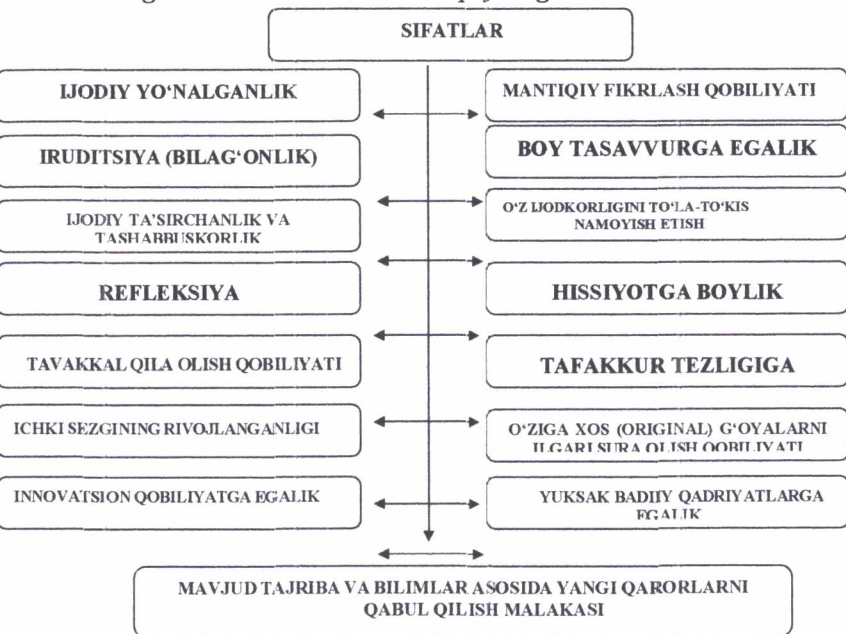 SIFATLAR
IJODIY YO‘NALGANLIK
MANTIQIY FIKRLASH QOBILIYATI
IRUDITSIYA (BILAG‘ONLIK)
BOY TASAVVURGA EGALIK
IJODIY TA’SIRCHANLIK VA
TASHABBUSKORLIK
O‘Z IJODKORLIGINI TO‘LA-TO‘KIS
NAMOYISH ETISH
REFLEKSIYA
HISSIYOTGA BOYLIK
TAVAKKAL QILA OLISH QOBILIYATI
TAFAKKUR TEZLIGIGA
ICHKI SEZGINING RIVOJLANGANLIGI
O‘ZIGA XOS (ORIGINAL) G‘OYALARNI
ILGARI SURA OLISH QOBILIYATI
INNOVATSION QOBILIYATGA EGALIK
YUKSAK BADIIY QADRIYATLARGA
EGALIK
MAVJUD TAJRIBA VA BILIMLAR ASOSIDA YANGI QARORLARNI
QABUL QILISH MALAKASI